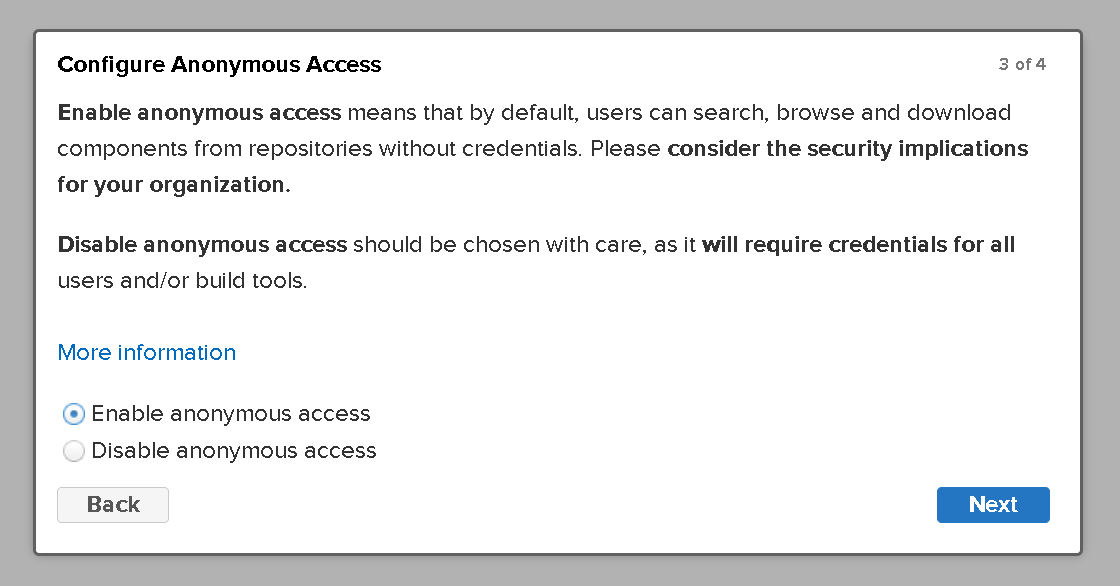 Configure Anonymous Access
3 of 4
Enable anonymous access means that by default, users can search, browse and download
components from repositories without credentials. Please consider the security implications
for your organization.
Disable anonymous access should be chosen with care, as it will require credentials for all
users and/or build tools.
More information
Enable anonymous access
Disable anonymous access
Back
Next